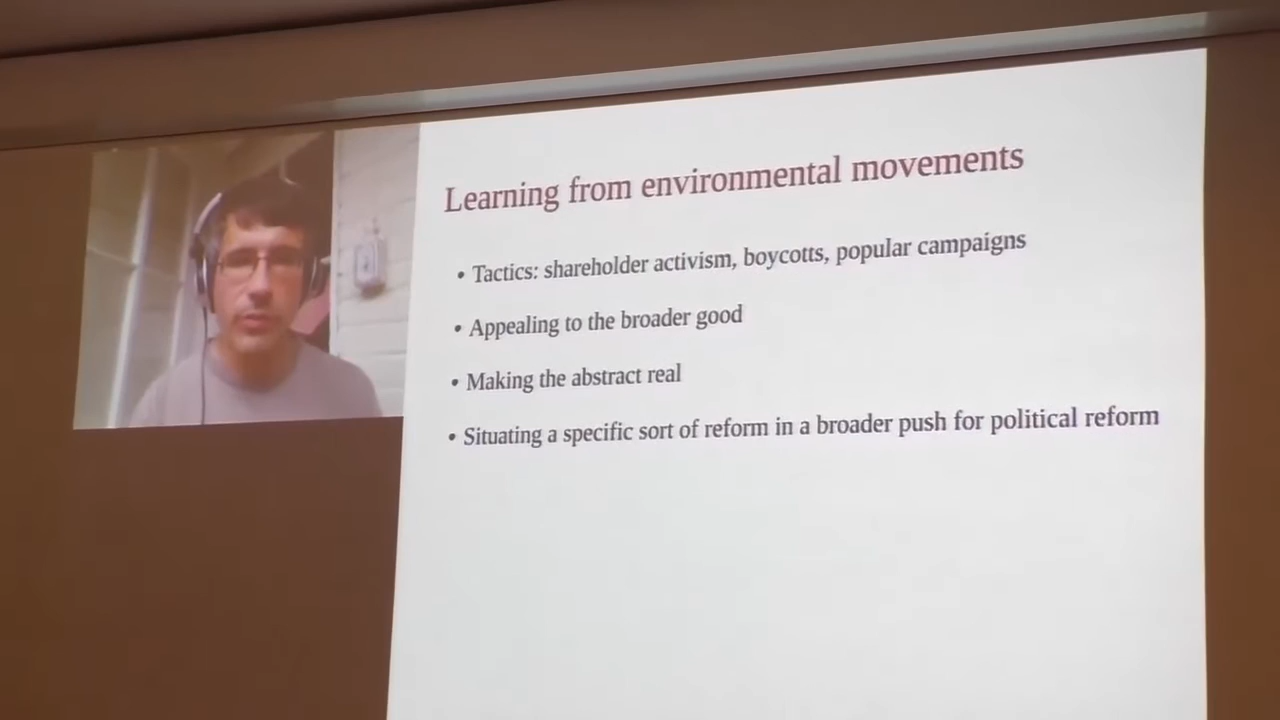 Learning from environmental movements
• Tactics: shareholder activism, boycotts, popular campaigns
• Appealing to the broader good
• Making the abstract real
• Situating a specific sort of reform in a broader push for political reform